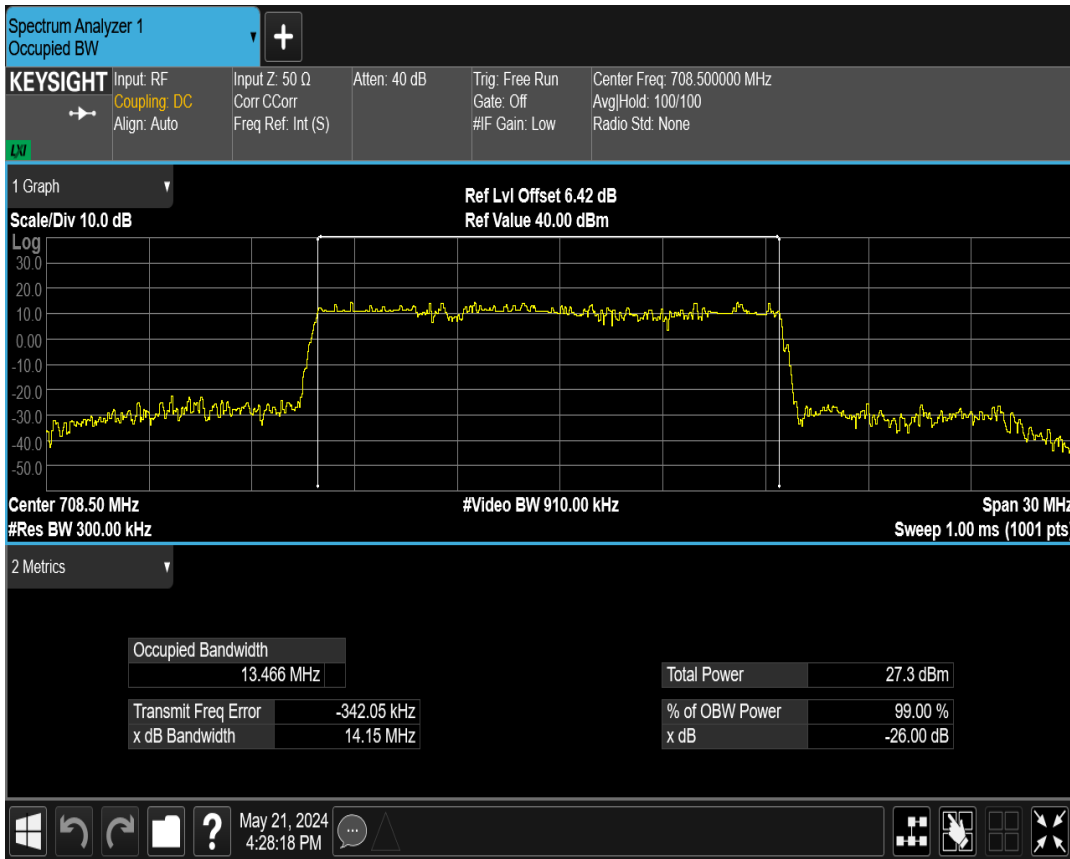 Spectrum Analyzer 1
Occupied BW
KEYSIGHT
LXI
Input: RF
Coupling: DC
Align: Auto
Input Z: 50 Ω
Corr CCorr
Freq Ref: Int (S)
Atten: 40 dB
Trig: Free Run
Gate: Off
#IF Gain: Low
Center Freq: 708.500000 MHz
Avg|Hold: 100/100
Radio Std: None
1 Graph
Ref Lvl Offset 6.42 dB
Scale/Div 10.0 dB
Ref Value 40.00 dBm
Log
30.0
20.0
10.0
0.00
-10.0
-20.0
-30.0
-40.0
-50.0
Center 708.50 MHz
#Video BW 910.00 kHz
Span 30 MHz
#Res BW 300.00 kHz
Sweep 1.00 ms (1001 pts)
2 Metrics
Occupied Bandwidth
13.466 MHz
Total Power 27.3 dBm
Transmit Freq Error -342.05 kHz
% of OBW Power 99.00 %
x dB Bandwidth 14.15 MHz
x dB -26.00 dB
?
May 21, 2024
4:28:18 PM